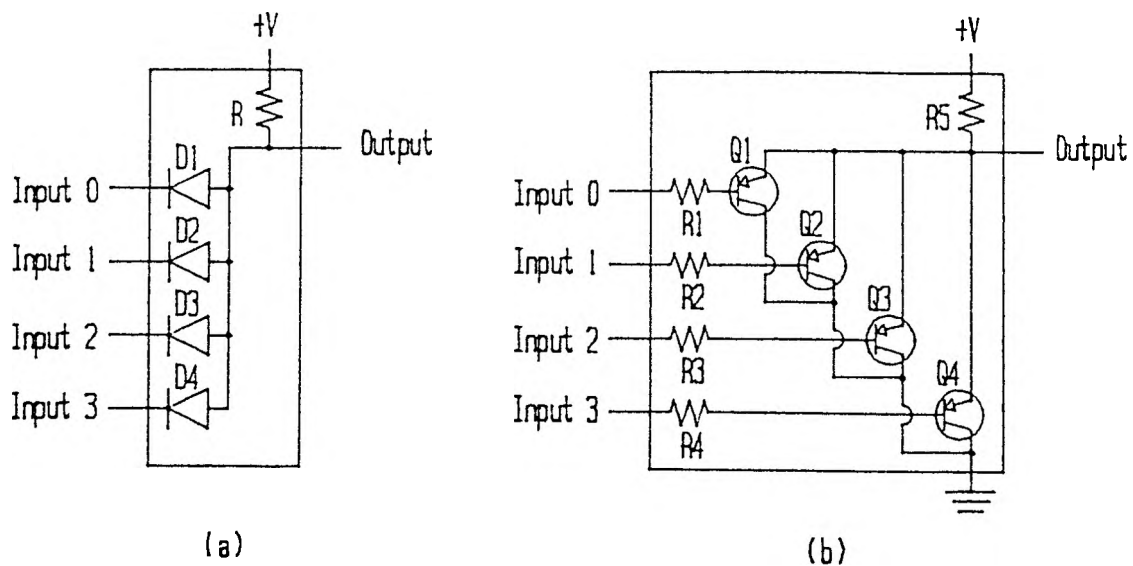 +V
R
Output
D1
Input 0
D2
Input 1
D3
Input 2
D4
Input 3
(a)
+V
R5
Output
Q1
Input 0
R1
Q2
Input 1
R2
Q3
Input 2
R3
Q4
Input 3
R4
(b)